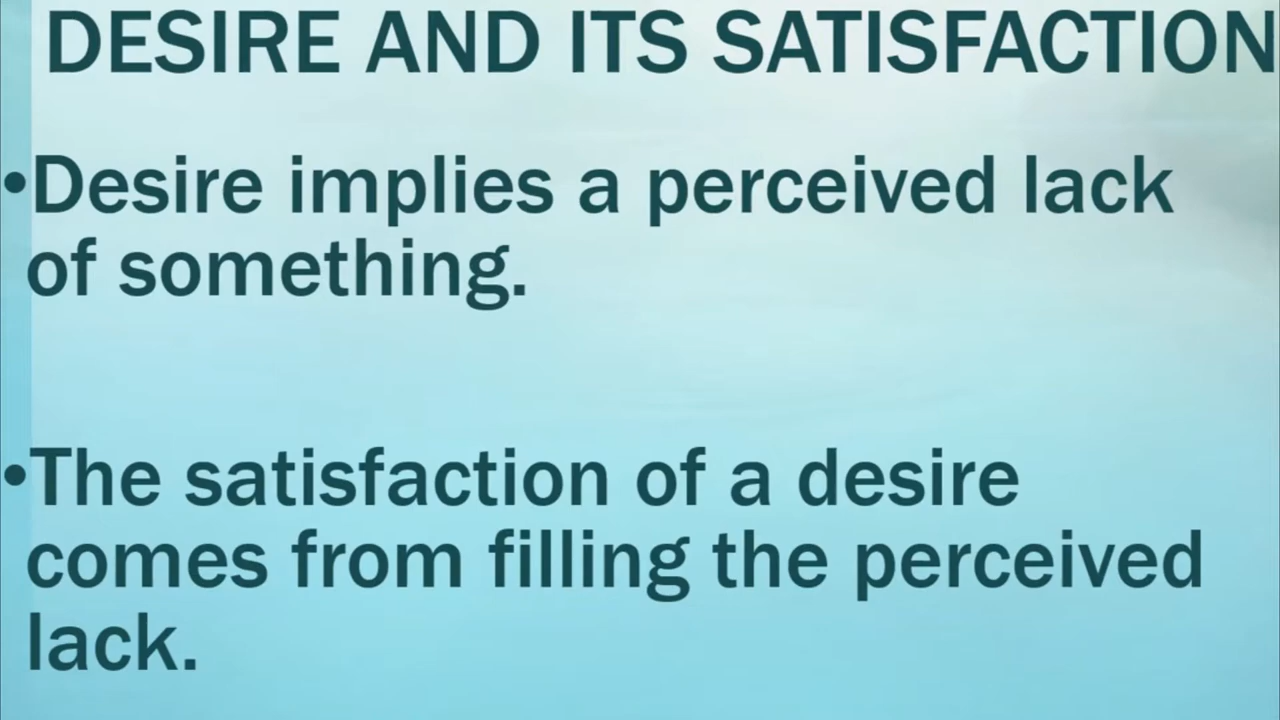 DESIRE AND ITS SATISFACTION
•Desire implies a perceived lack
of something.
•The satisfaction of a desire
comes from filling the perceived
lack.